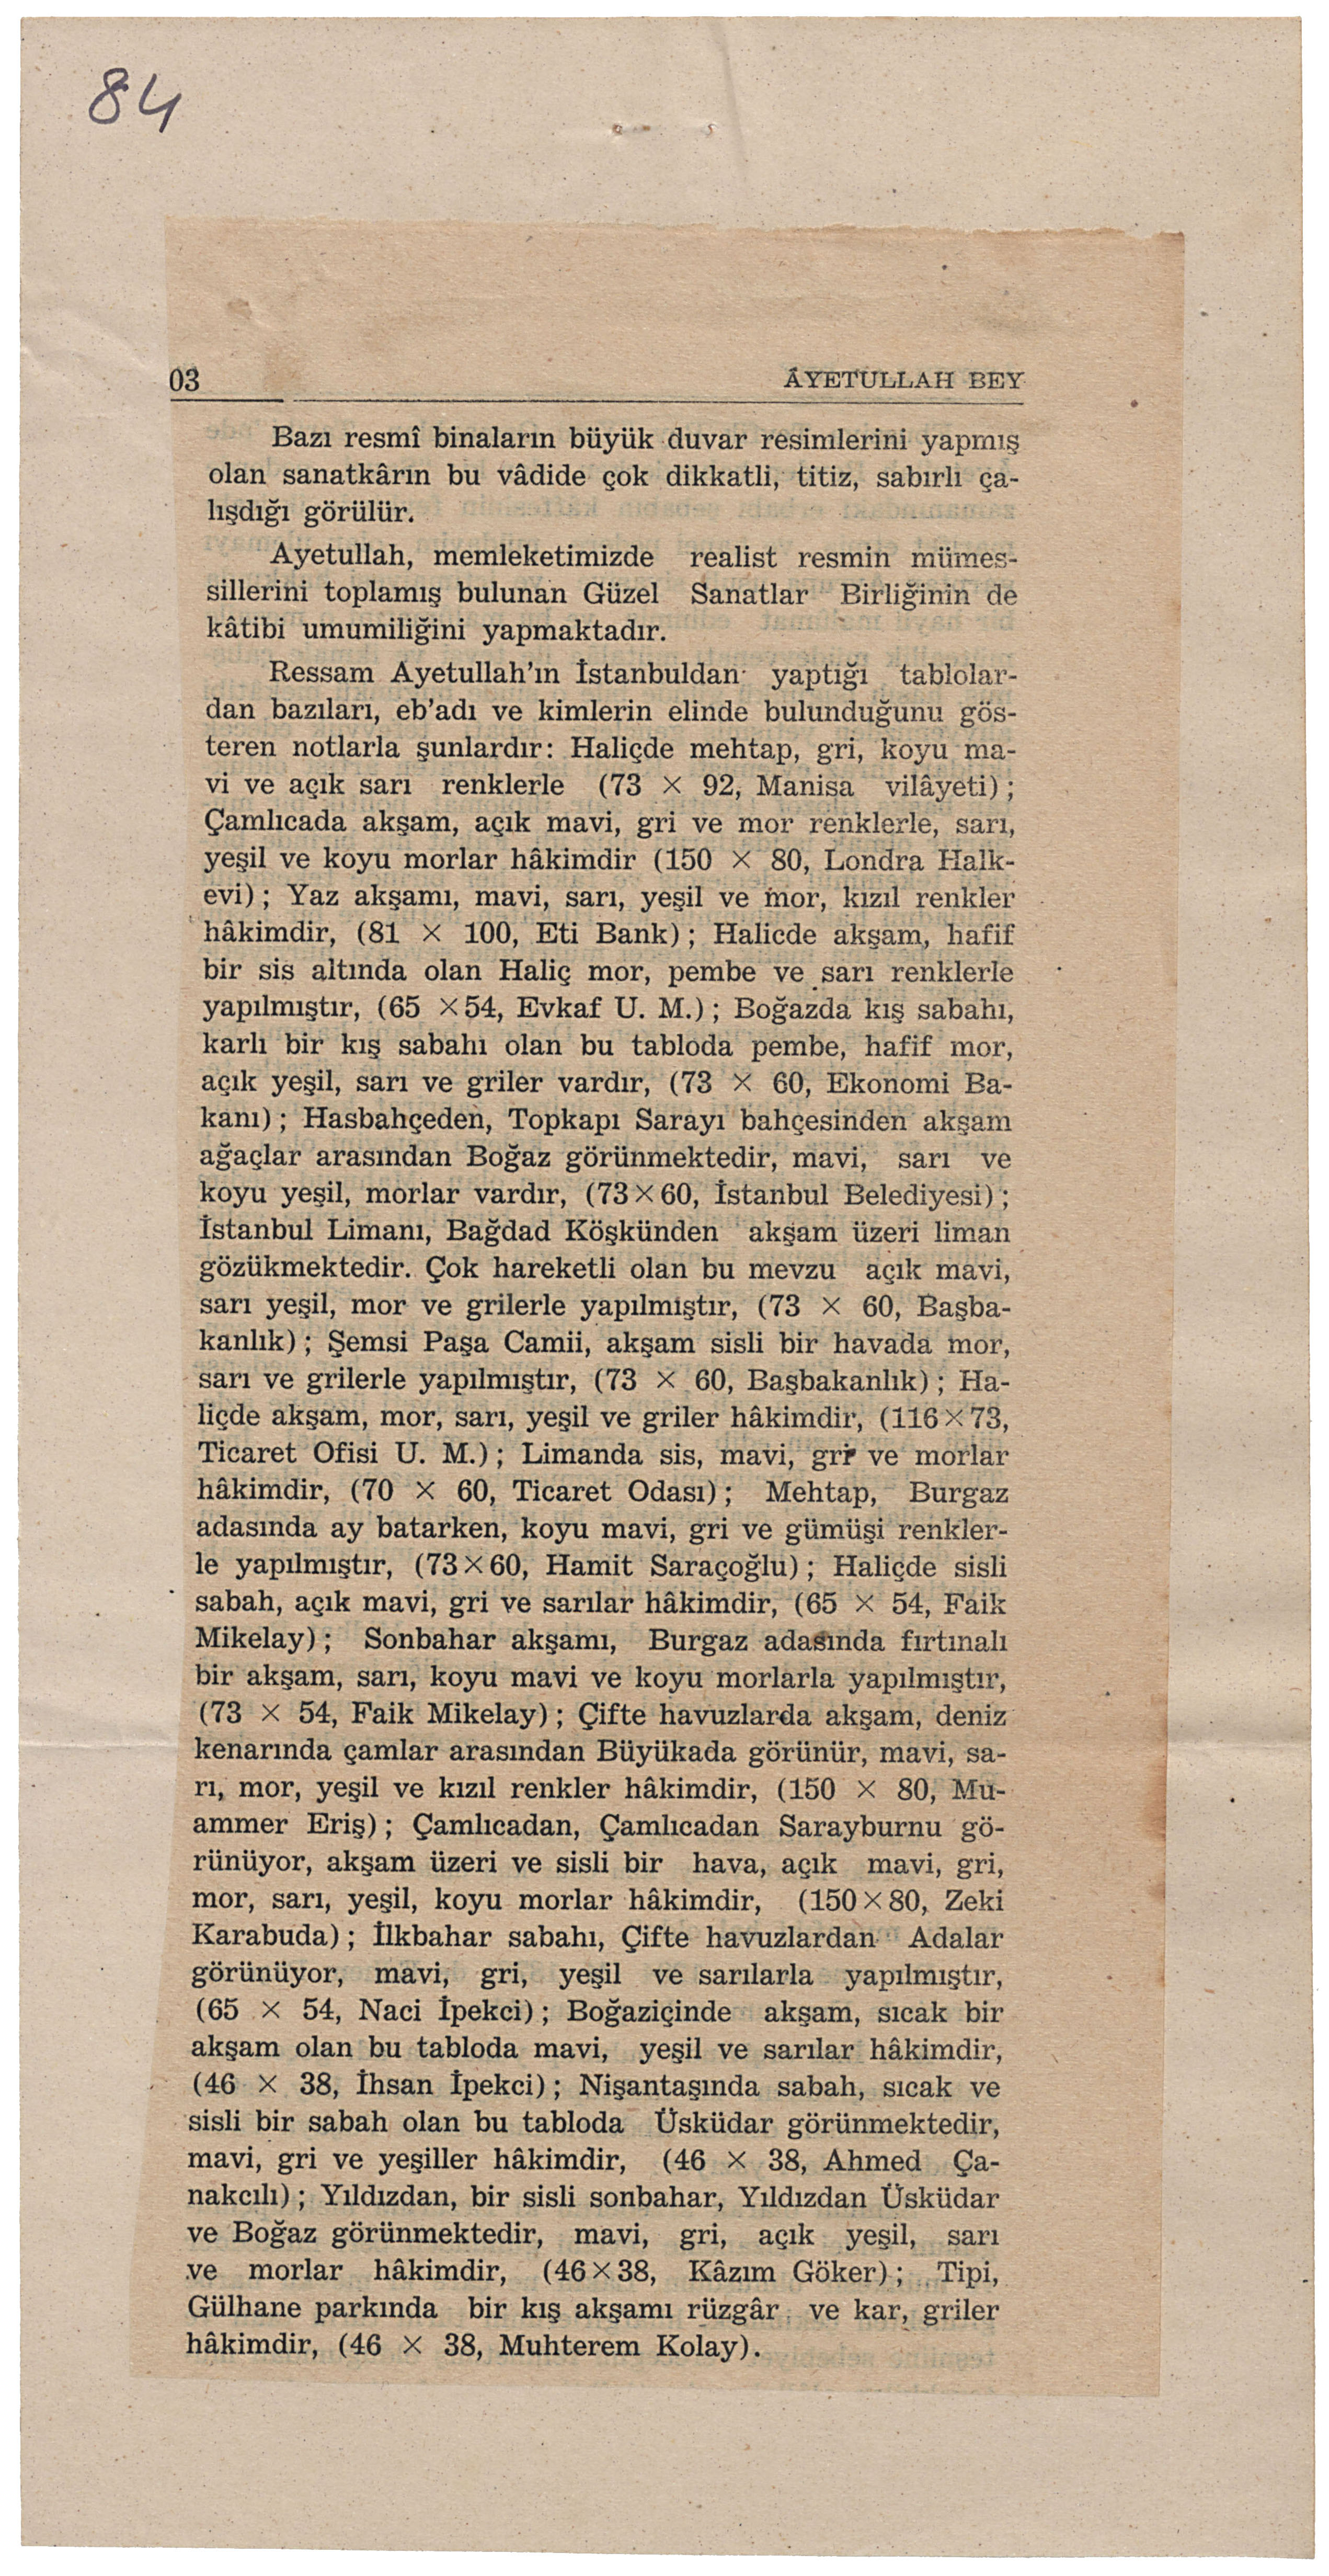 84
03 ÂYETULLAH BEY
Bazı resmî binaların büyük duvar resimlerini yapmış
olan sanatkârın bu vâdide çok dikkatli, titiz, sabırlı ça-
lışdığı görülür.
Ayetullah, memleketimizde realist resmin mümes-
sillerini toplamış bulunan Güzel Sanatlar Birliğinin de
kâtibi umumiliğini yapmaktadır.
Ressam Ayetullah'ın İstanbuldan yaptığı tablolar-
dan bazıları, eb'adı ve kimlerin elinde bulunduğunu gös-
teren notlarla şunlardır: Haliçde mehtap, gri, koyu ma-
vi ve açık sarı renklerle (73 × 92, Manisa vilâyeti);
Çamlıcada akşam, açık mavi, gri ve mor renklerle, sarı,
yeşil ve koyu morlar hâkimdir (150 × 80, Londra Halk-
evi); Yaz akşamı, mavi, sarı, yeşil ve mor, kızıl renkler
hâkimdir, (81 × 100, Eti Bank); Halicde akşam, hafif
bir sis altında olan Haliç mor, pembe ve sarı renklerle
yapılmıştır, (65 ×54, Evkaf U. M.); Boğazda kış sabahı,
karlı bir kış sabahı olan bu tabloda pembe, hafif mor,
açık yeşil, sarı ve griler vardır, (73 × 60, Ekonomi Ba-
kanı); Hasbahçeden, Topkapı Sarayı bahçesinden akşam
ağaçlar arasından Boğaz görünmektedir, mavi, sarı ve
koyu yeşil, morlar vardır, (73×60, İstanbul Belediyesi);
İstanbul Limanı, Bağdad Köşkünden akşam üzeri liman
gözükmektedir. Çok hareketli olan bu mevzu açık mavi,
sarı yeşil, mor ve grilerle yapılmıştır, (73 × 60, Başba-
kanlık); Şemsi Paşa Camii, akşam sisli bir havada mor,
sarı ve grilerle yapılmıştır, (73 × 60, Başbakanlık); Ha-
liçde akşam, mor, sarı, yeşil ve griler hâkimdir, (116×73,
Ticaret Ofisi U. M.); Limanda sis, mavi, gri ve morlar
hâkimdir, (70 × 60, Ticaret Odası); Mehtap, Burgaz
adasında ay batarken, koyu mavi, gri ve gümüşi renkler-
le yapılmıştır, (73×60, Hamit Saraçoğlu); Haliçde sisli
sabah, açık mavi, gri ve sarılar hâkimdir, (65 × 54, Faik
Mikelay); Sonbahar akşamı, Burgaz adasında fırtınalı
bir akşam, sarı, koyu mavi ve koyu morlarla yapılmıştır,
(73 × 54, Faik Mikelay); Çifte havuzlarda akşam, deniz
kenarında çamlar arasından Büyükada görünür, mavi, sa-
rı, mor, yeşil ve kızıl renkler hâkimdir, (150 × 80, Mu-
ammer Eriş); Çamlıcadan, Çamlıcadan Sarayburnu gö-
rünüyor, akşam üzeri ve sisli bir hava, açık mavi, gri,
mor, sarı, yeşil, koyu morlar hâkimdir, (150×80, Zeki
Karabuda); İlkbahar sabahı, Çifte havuzlardan Adalar
görünüyor, mavi, gri, yeşil ve sarılarla yapılmıştır,
(65 × 54, Naci İpekci); Boğaziçinde akşam, sıcak bir
akşam olan bu tabloda mavi, yeşil ve sarılar hâkimdir,
(46 × 38, İhsan İpekci); Nişantaşında sabah, sıcak ve
sisli bir sabah olan bu tabloda Üsküdar görünmektedir,
mavi, gri ve yeşiller hâkimdir, (46 × 38, Ahmed Ça-
nakcılı); Yıldızdan, bir sisli sonbahar, Yıldızdan Üsküdar
ve Boğaz görünmektedir, mavi, gri, açık yeşil, sarı
ve morlar hâkimdir, (46×38, Kâzım Göker); Tipi,
Gülhane parkında bir kış akşamı rüzgâr ve kar, griler
hâkimdir, (46 × 38, Muhterem Kolay).